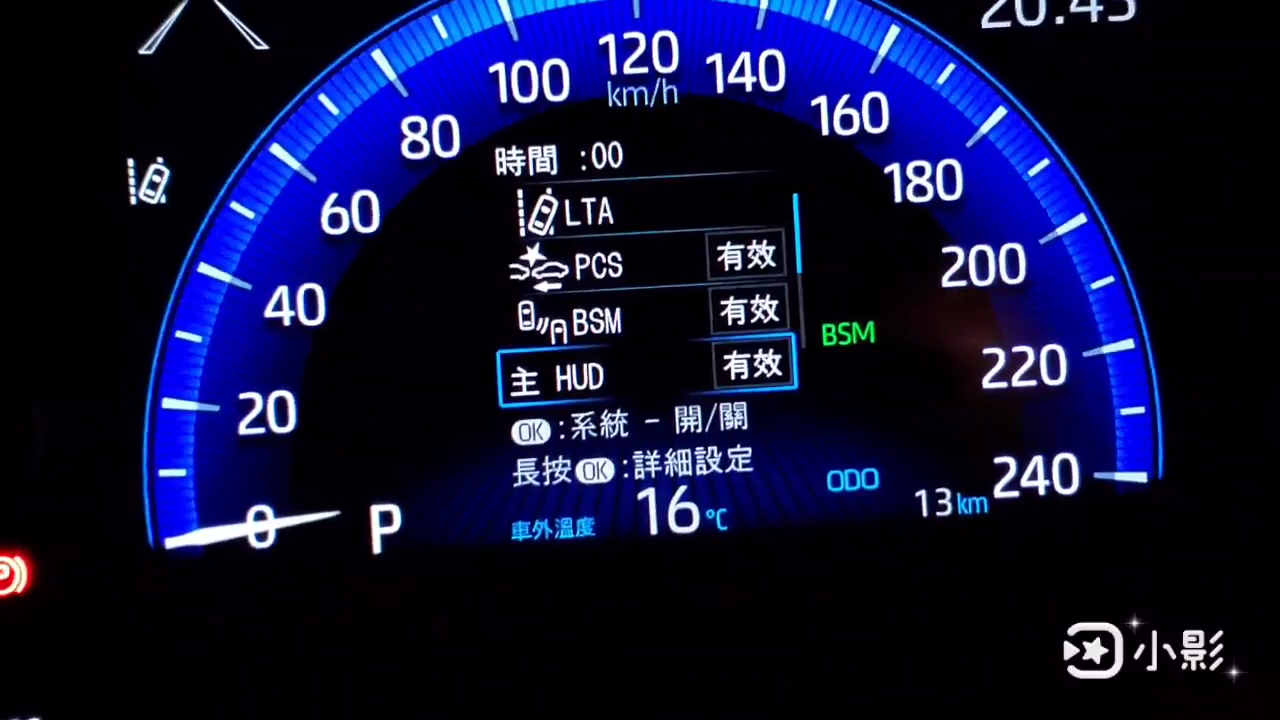 20:45
100
120
140
km/h
80
160
60
180
40
200
20
220
0
240
時間 :00
LTA
PCS 有效
BSM 有效
BSM
主 HUD 有效
OK :系統 - 開/關
長按 OK :詳細設定
P
車外溫度 16℃
ODO 13km
小影